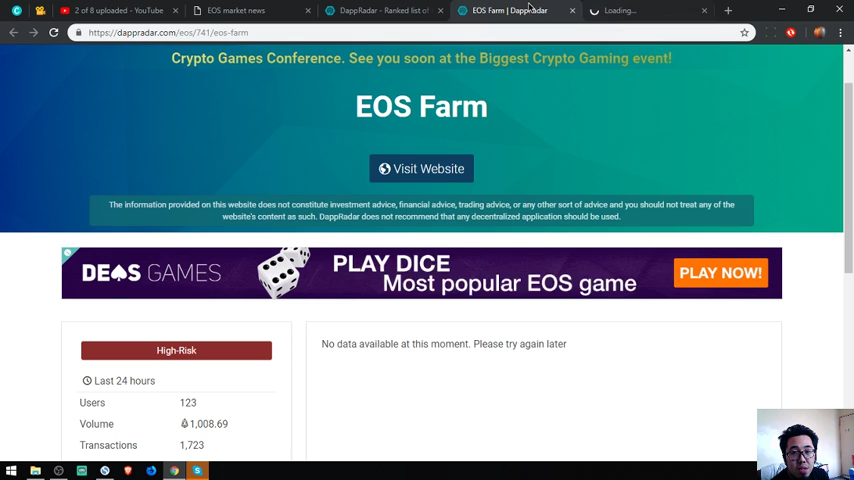 2 of 8 uploaded - YouTube
EOS market news
DappRadar - Ranked list of
EOS Farm | DappRadar
Loading...
https://dappradar.com/eos/741/eos-farm
Crypto Games Conference. See you soon at the Biggest Crypto Gaming event!
EOS Farm
Visit Website
The information provided on this website does not constitute investment advice, financial advice, trading advice, or any other sort of advice and you should not treat any of the
website's content as such. DappRadar does not recommend that any decentralized application should be used.
DEOS GAMES
PLAY DICE
Most popular EOS game
PLAY NOW!
High-Risk
No data available at this moment. Please try again later
Last 24 hours
Users 123
Volume 1,008.69
Transactions 1,723